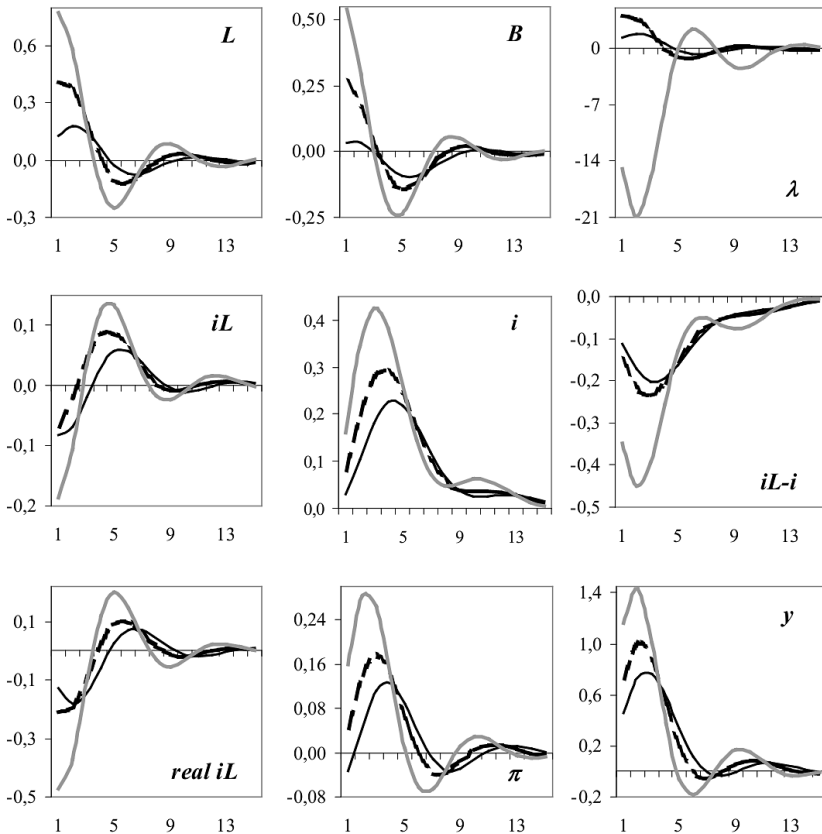 L
0,6
0,3
0,0
-0,3
1 5 9 13
B
0,50
0,25
0,00
-0,25
1 5 9 13
λ
0
-7
-14
-21
1 5 9 13
iL
0,1
0,0
-0,1
-0,2
1 5 9 13
i
0,4
0,3
0,2
0,1
0,0
1 5 9 13
iL-i
0,0
-0,1
-0,2
-0,3
-0,4
-0,5
1 5 9 13
real iL
0,1
-0,1
-0,3
-0,5
1 5 9 13
π
0,24
0,16
0,08
0,00
-0,08
1 5 9 13
y
1,4
1,0
0,6
0,2
-0,2
1 5 9 13